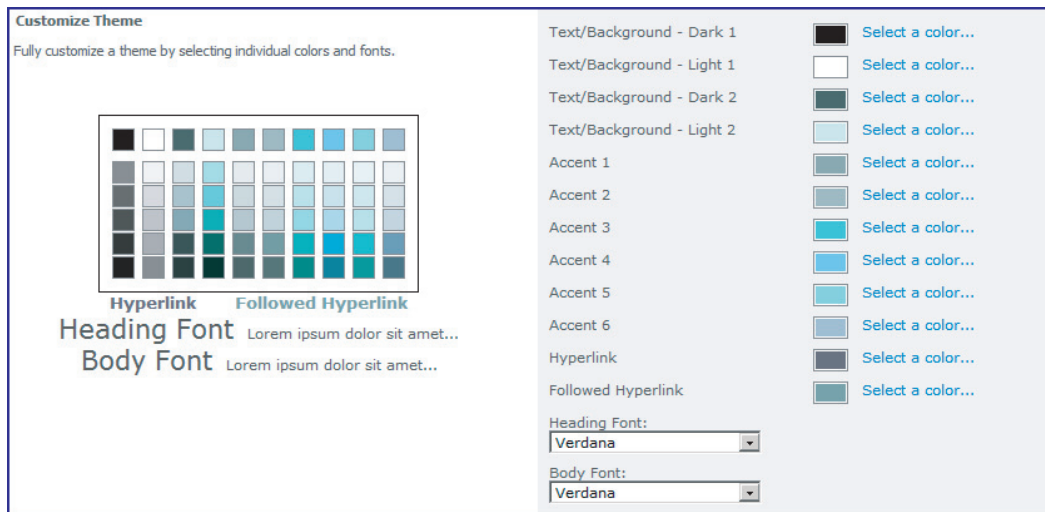 Customize Theme
Fully customize a theme by selecting individual colors and fonts.
Hyperlink Followed Hyperlink
Heading Font Lorem ipsum dolor sit amet...
Body Font Lorem ipsum dolor sit amet...
Text/Background - Dark 1 Select a color...
Text/Background - Light 1 Select a color...
Text/Background - Dark 2 Select a color...
Text/Background - Light 2 Select a color...
Accent 1 Select a color...
Accent 2 Select a color...
Accent 3 Select a color...
Accent 4 Select a color...
Accent 5 Select a color...
Accent 6 Select a color...
Hyperlink Select a color...
Followed Hyperlink Select a color...
Heading Font:
Verdana
Body Font:
Verdana